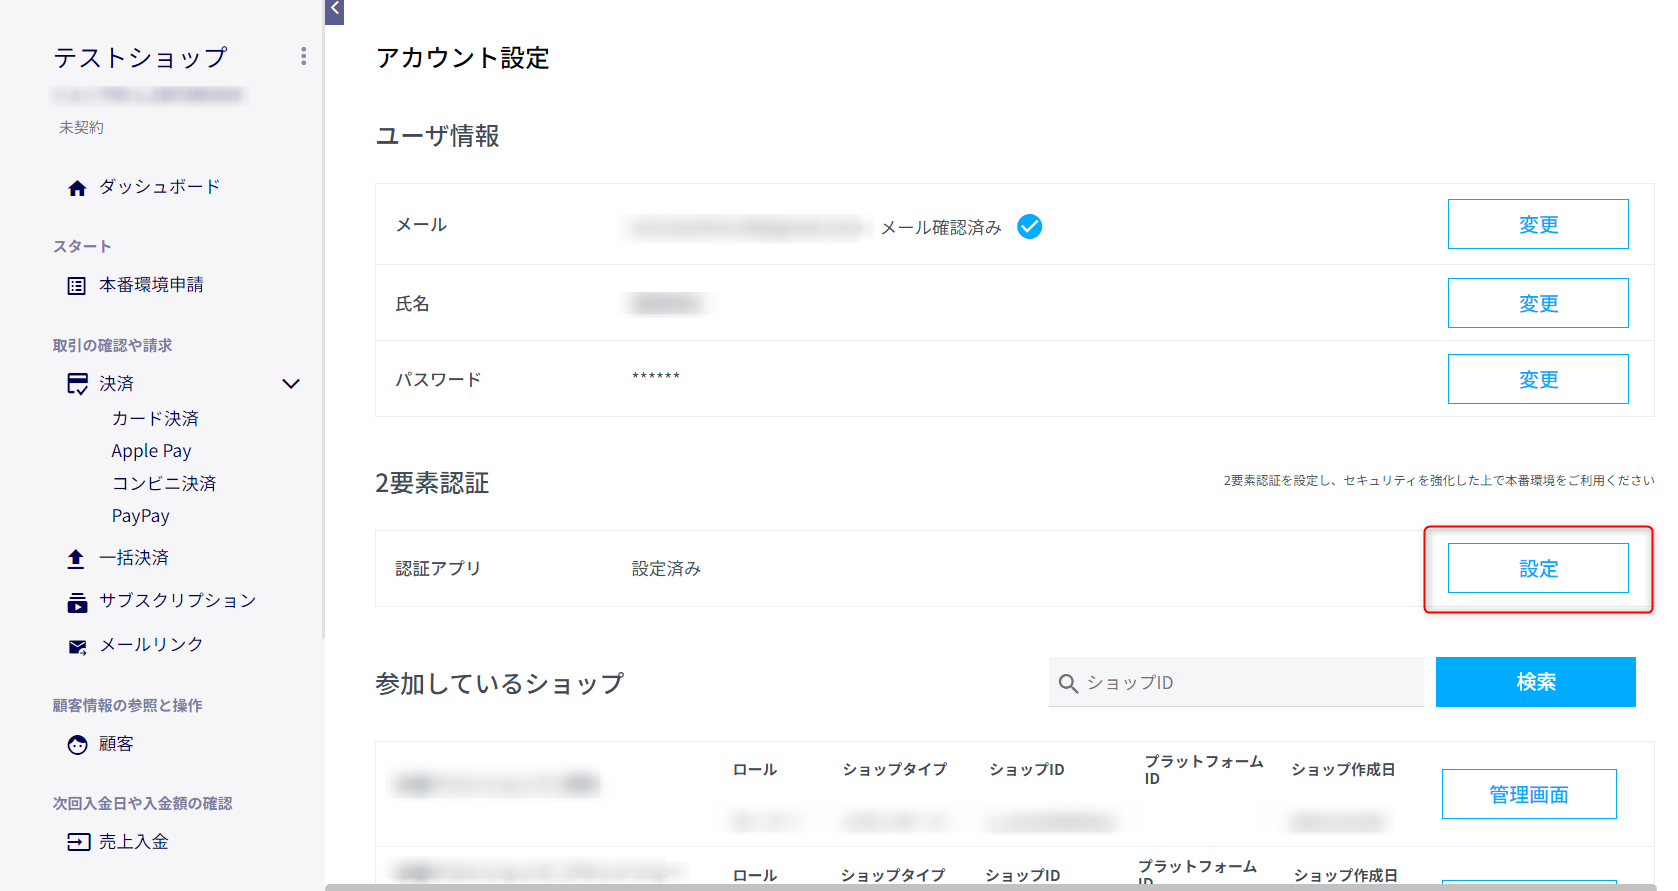 テストショップ
未契約
ダッシュボード
スタート
本番環境申請
取引の確認や請求
決済
カード決済
Apple Pay
コンビニ決済
PayPay
一括決済
サブスクリプション
メールリンク
顧客情報の参照と操作
顧客
次回入金日や入金額の確認
売上入金
アカウント設定
ユーザ情報
メール メール確認済み 変更
氏名 変更
パスワード ****** 変更
2要素認証 2要素認証を設定し、セキュリティを強化した上で本番環境をご利用ください
認証アプリ 設定済み 設定
参加しているショップ ショップID 検索
ロール ショップタイプ ショップID プラットフォーム ショップ作成日
ID
管理画面
ロール ショップタイプ ショップID プラットフォーム ショップ作成日
ID